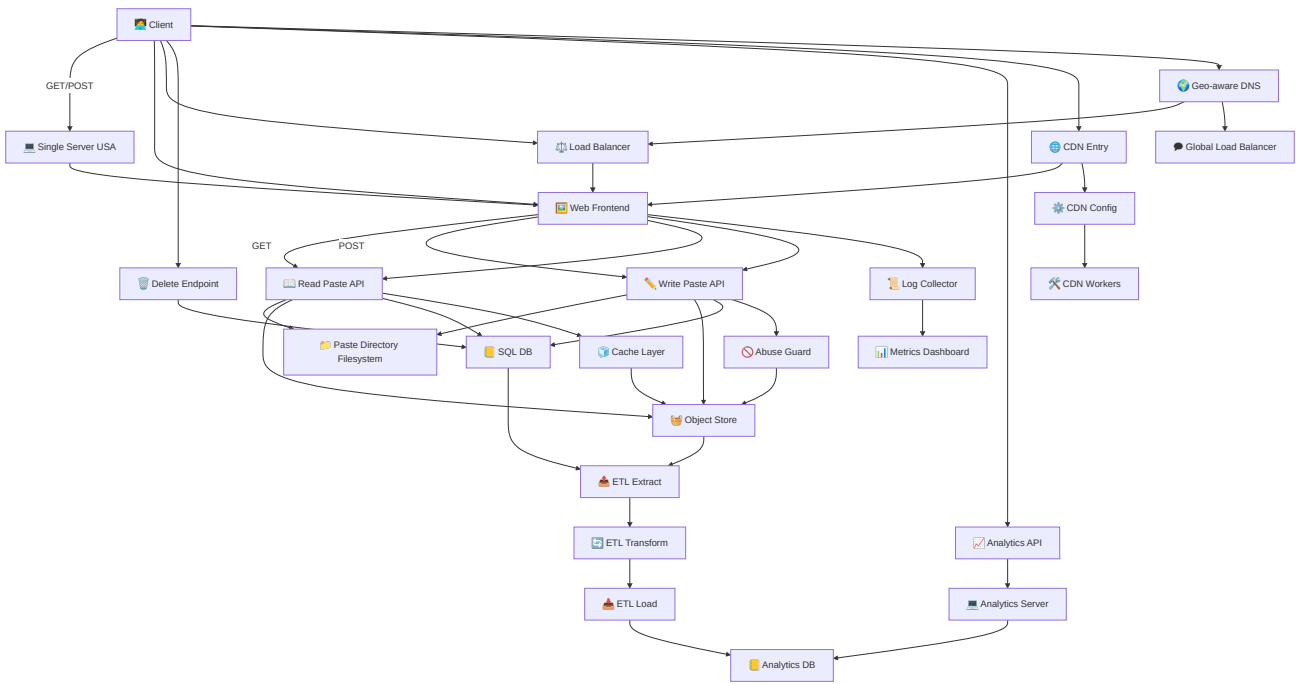 🧑‍💻 Client
GET/POST
🌍 Geo-aware DNS
💻 Single Server USA
⚖️ Load Balancer
🌐 CDN Entry
💬 Global Load Balancer
🖼️ Web Frontend
⚙️ CDN Config
GET
POST
🗑️ Delete Endpoint
📖 Read Paste API
✏️ Write Paste API
📜 Log Collector
🛠️ CDN Workers
📁 Paste Directory
Filesystem
📒 SQL DB
🧊 Cache Layer
🚫 Abuse Guard
📊 Metrics Dashboard
🧺 Object Store
📤 ETL Extract
🔄 ETL Transform
📈 Analytics API
📥 ETL Load
💻 Analytics Server
📒 Analytics DB